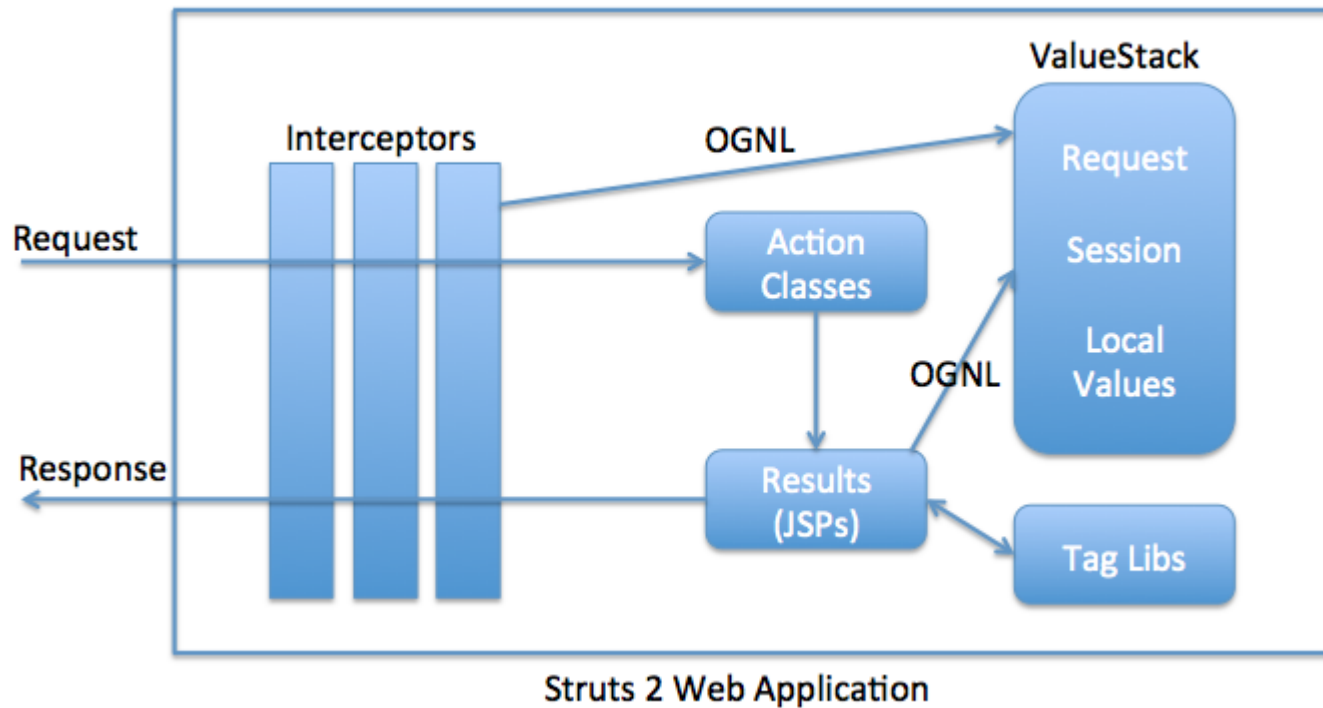 ValueStack
Interceptors
OGNL
Request
Request
Action
Classes
Session
Local
Values
OGNL
Response
Results
(JSPs)
Tag Libs
Struts 2 Web Application